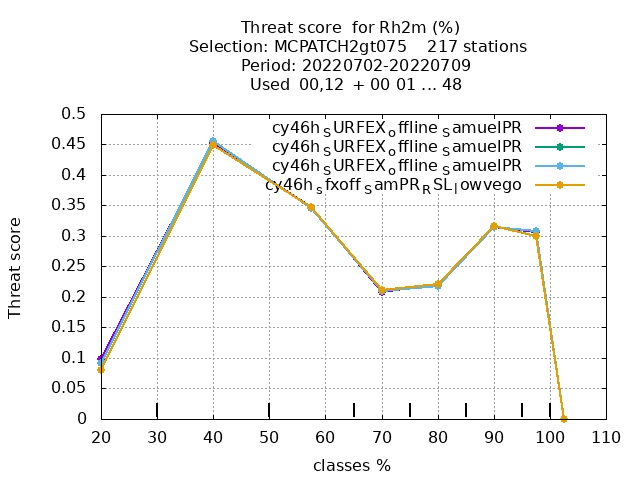 Threat score for Rh2m (%)
Selection: MCPATCH2gt075 217 stations
Period: 20220702-20220709
Used 00,12 + 00 01 ... 48
cy46h_SURFEX_offline_SamuelPR
cy46h_SURFEX_offline_SamuelPR
cy46h_SURFEX_offline_SamuelPR
cy46h_sfxoff_SamPR_RSL_lowvego
0.5
0.45
0.4
0.35
0.3
0.25
0.2
0.15
0.1
0.05
0
Threat score
20 30 40 50 60 70 80 90 100 110
classes %